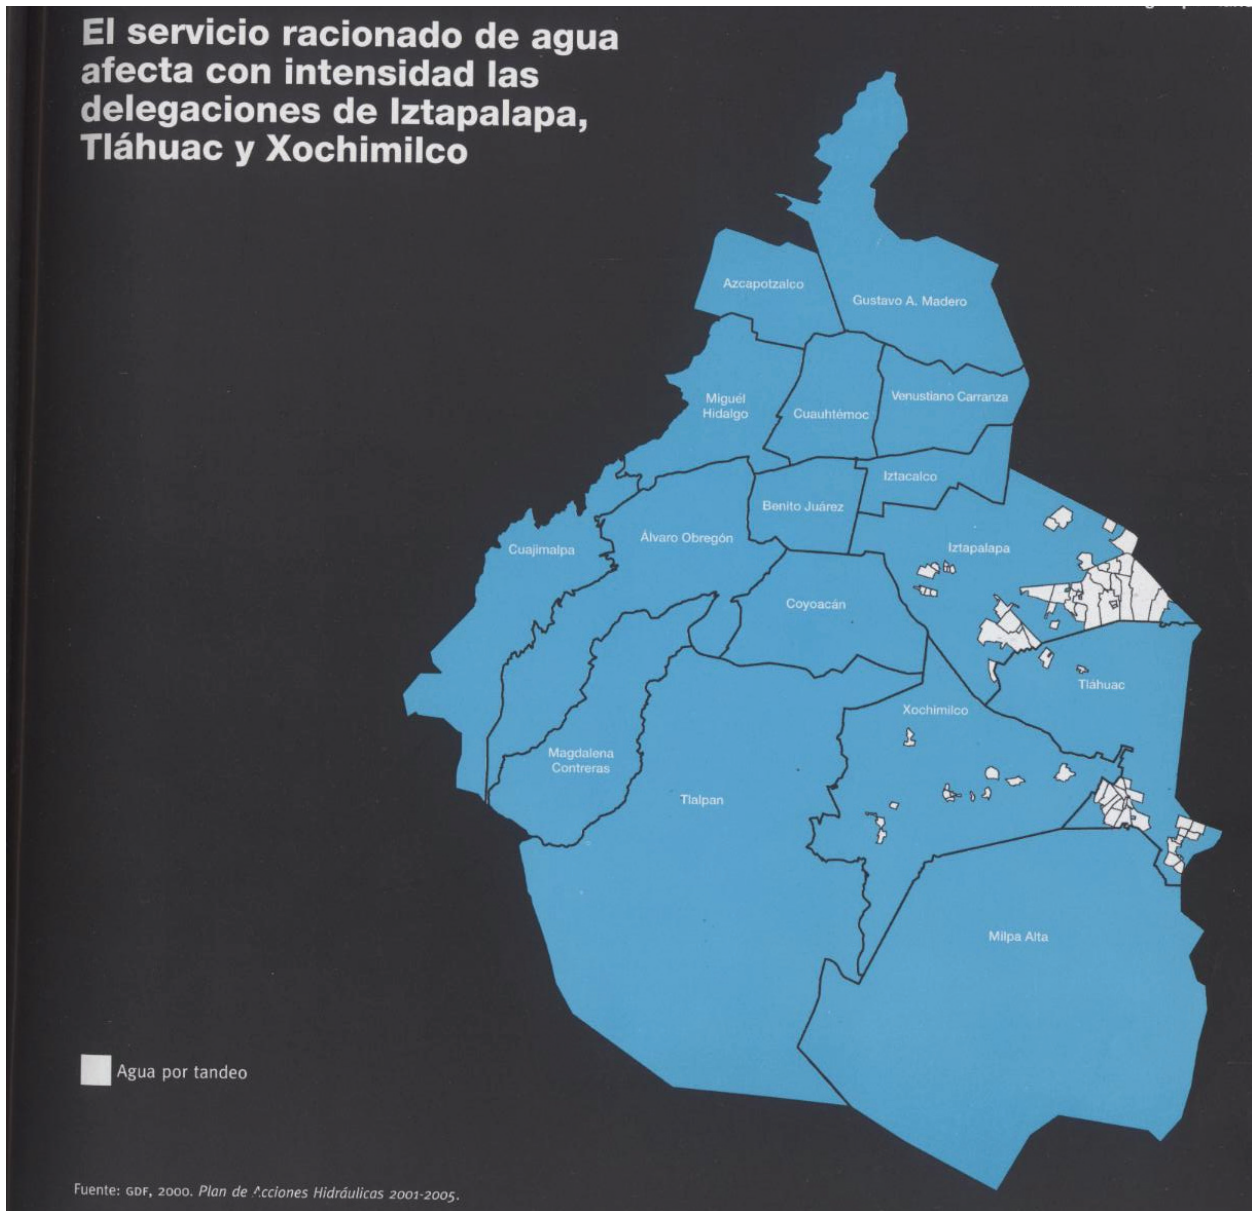 El servicio racionado de agua
afecta con intensidad las
delegaciones de Iztapalapa,
Tláhuac y Xochimilco
Azcapotzalco
Gustavo A. Madero
Miguél
Hidalgo
Cuauhtémoc
Venustiano Carranza
Iztacalco
Benito Juárez
Cuajimalpa
Álvaro Obregón
Iztapalapa
Coyoacán
Tláhuac
Xochimilco
Magdalena
Contreras
Tlalpan
Milpa Alta
Agua por tandeo
Fuente: GDF, 2000. Plan de Acciones Hidráulicas 2001-2005.